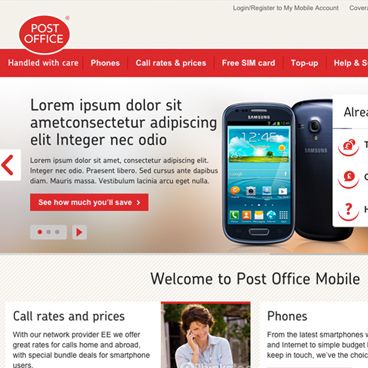 Login/Register to My Mobile Account Covera
POST
OFFICE
Handled with care Phones Call rates & prices Free SIM card Top-up Help & S
Lorem ipsum dolor sit
ametconsectetur adipiscing
elit Integer nec odio
Lorem ipsum dolor sit amet, consectetur adipiscing elit.
Integer nec odio. Praesent libero. Sed cursus ante dapibus
diam. Mauris massa. Vestibulum lacinia arcu eget nulla.
See how much you'll save >
SAMSUNG
SAMSUNG
Alrea
T
?
H
Welcome to Post Office Mobile
Call rates and prices
With our network provider EE we offer
great rates for calls home and abroad,
with special bundle deals for smartphone
users.
Phones
From the latest smartphones w
and Internet to simple budget
keep in touch, we've the choic